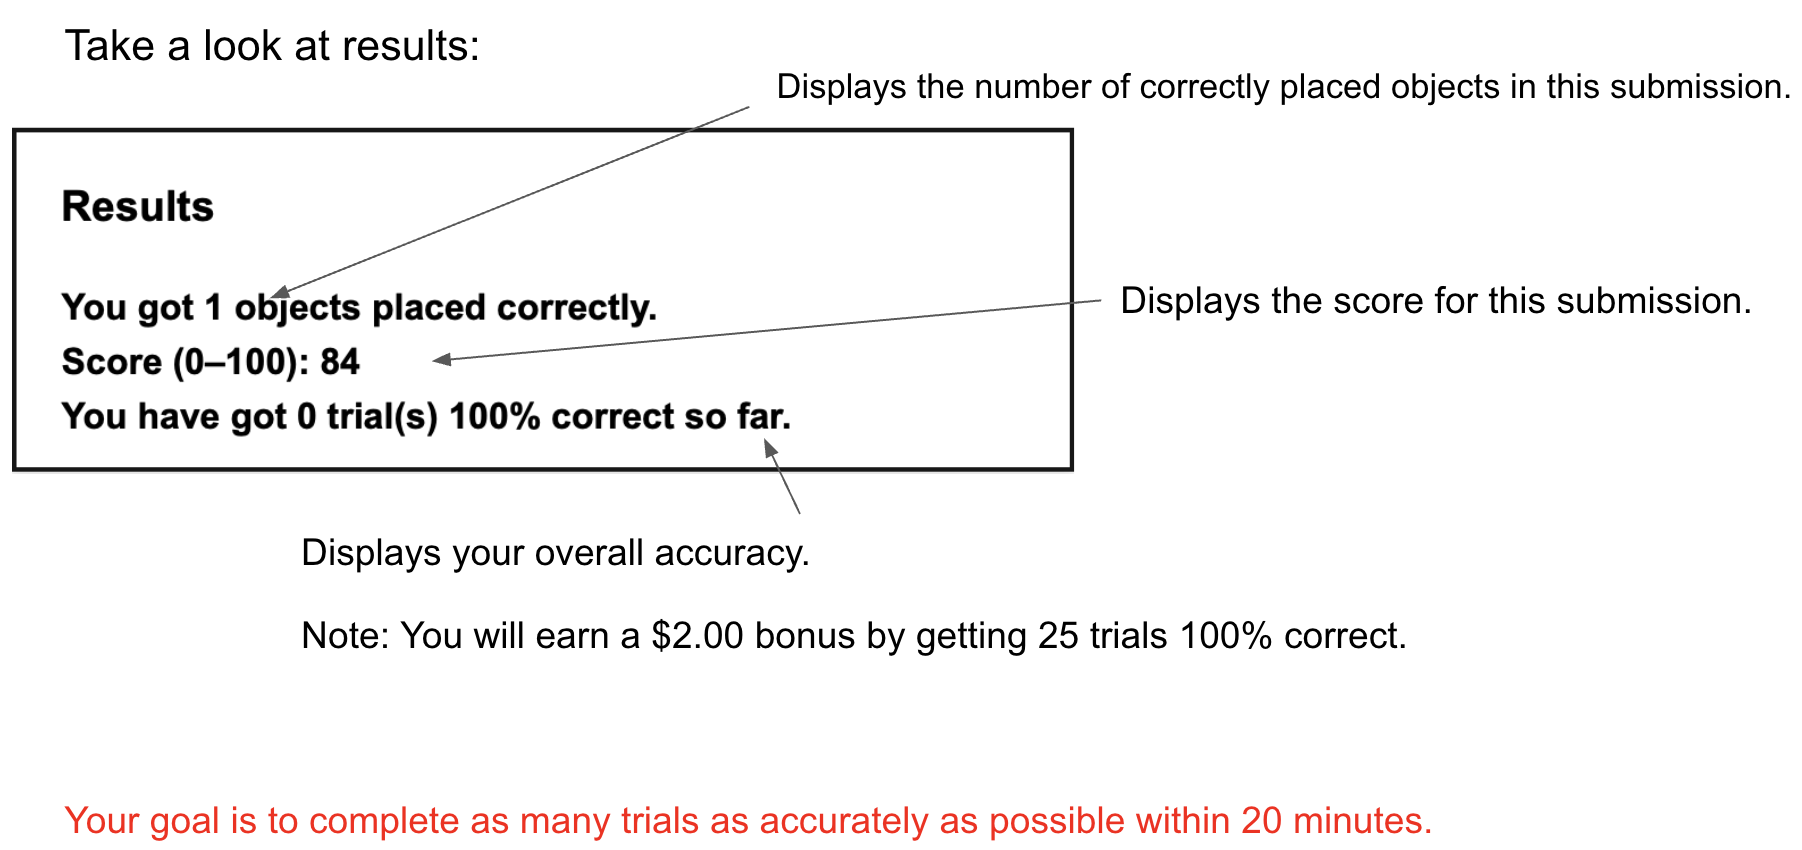 Take a look at results:
Displays the number of correctly placed objects in this submission.
Results
You got 1 objects placed correctly.
Displays the score for this submission.
Score (0–100): 84
You have got 0 trial(s) 100% correct so far.
Displays your overall accuracy.
Note: You will earn a $2.00 bonus by getting 25 trials 100% correct.
Your goal is to complete as many trials as accurately as possible within 20 minutes.